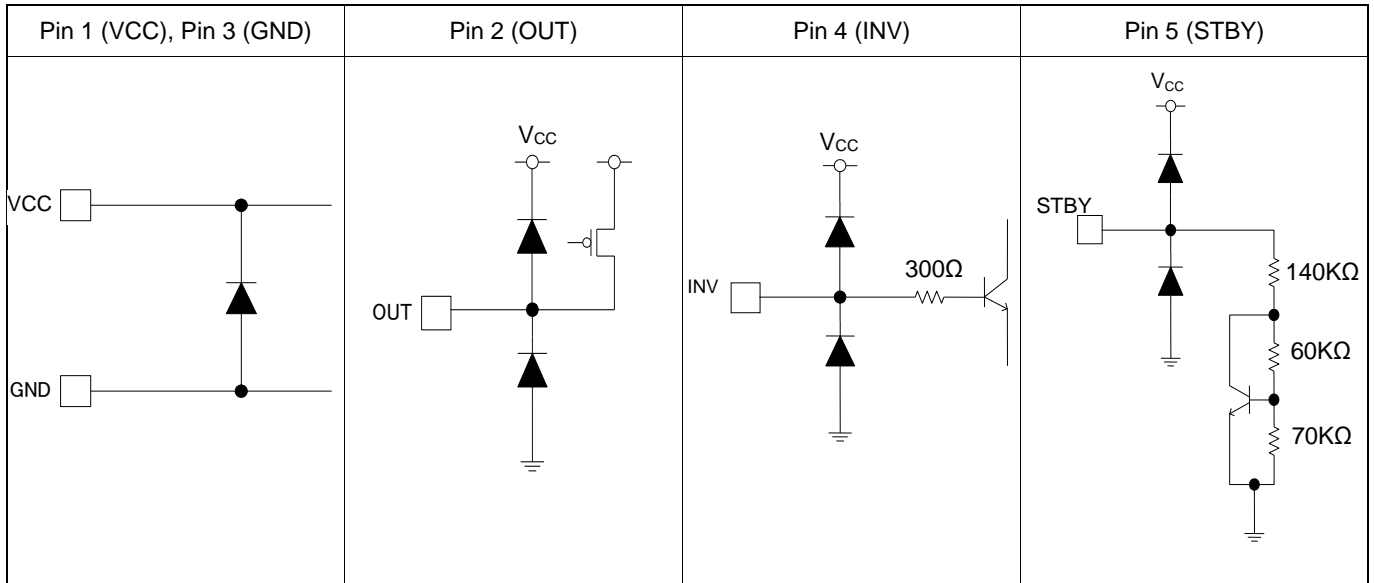 Pin 1 (VCC), Pin 3 (GND)
Pin 2 (OUT)
Pin 4 (INV)
Pin 5 (STBY)
VCC
GND
VCC
OUT
VCC
INV
300Ω
VCC
STBY
140KΩ
60KΩ
70KΩ